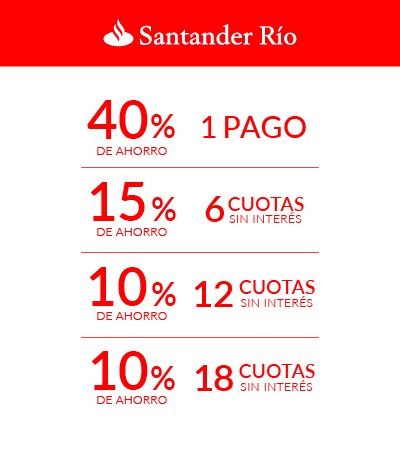 Santander Río
40% 1 PAGO
DE AHORRO
15% 6 CUOTAS
DE AHORRO SIN INTERÉS
10% 12 CUOTAS
DE AHORRO SIN INTERÉS
10% 18 CUOTAS
DE AHORRO SIN INTERÉS